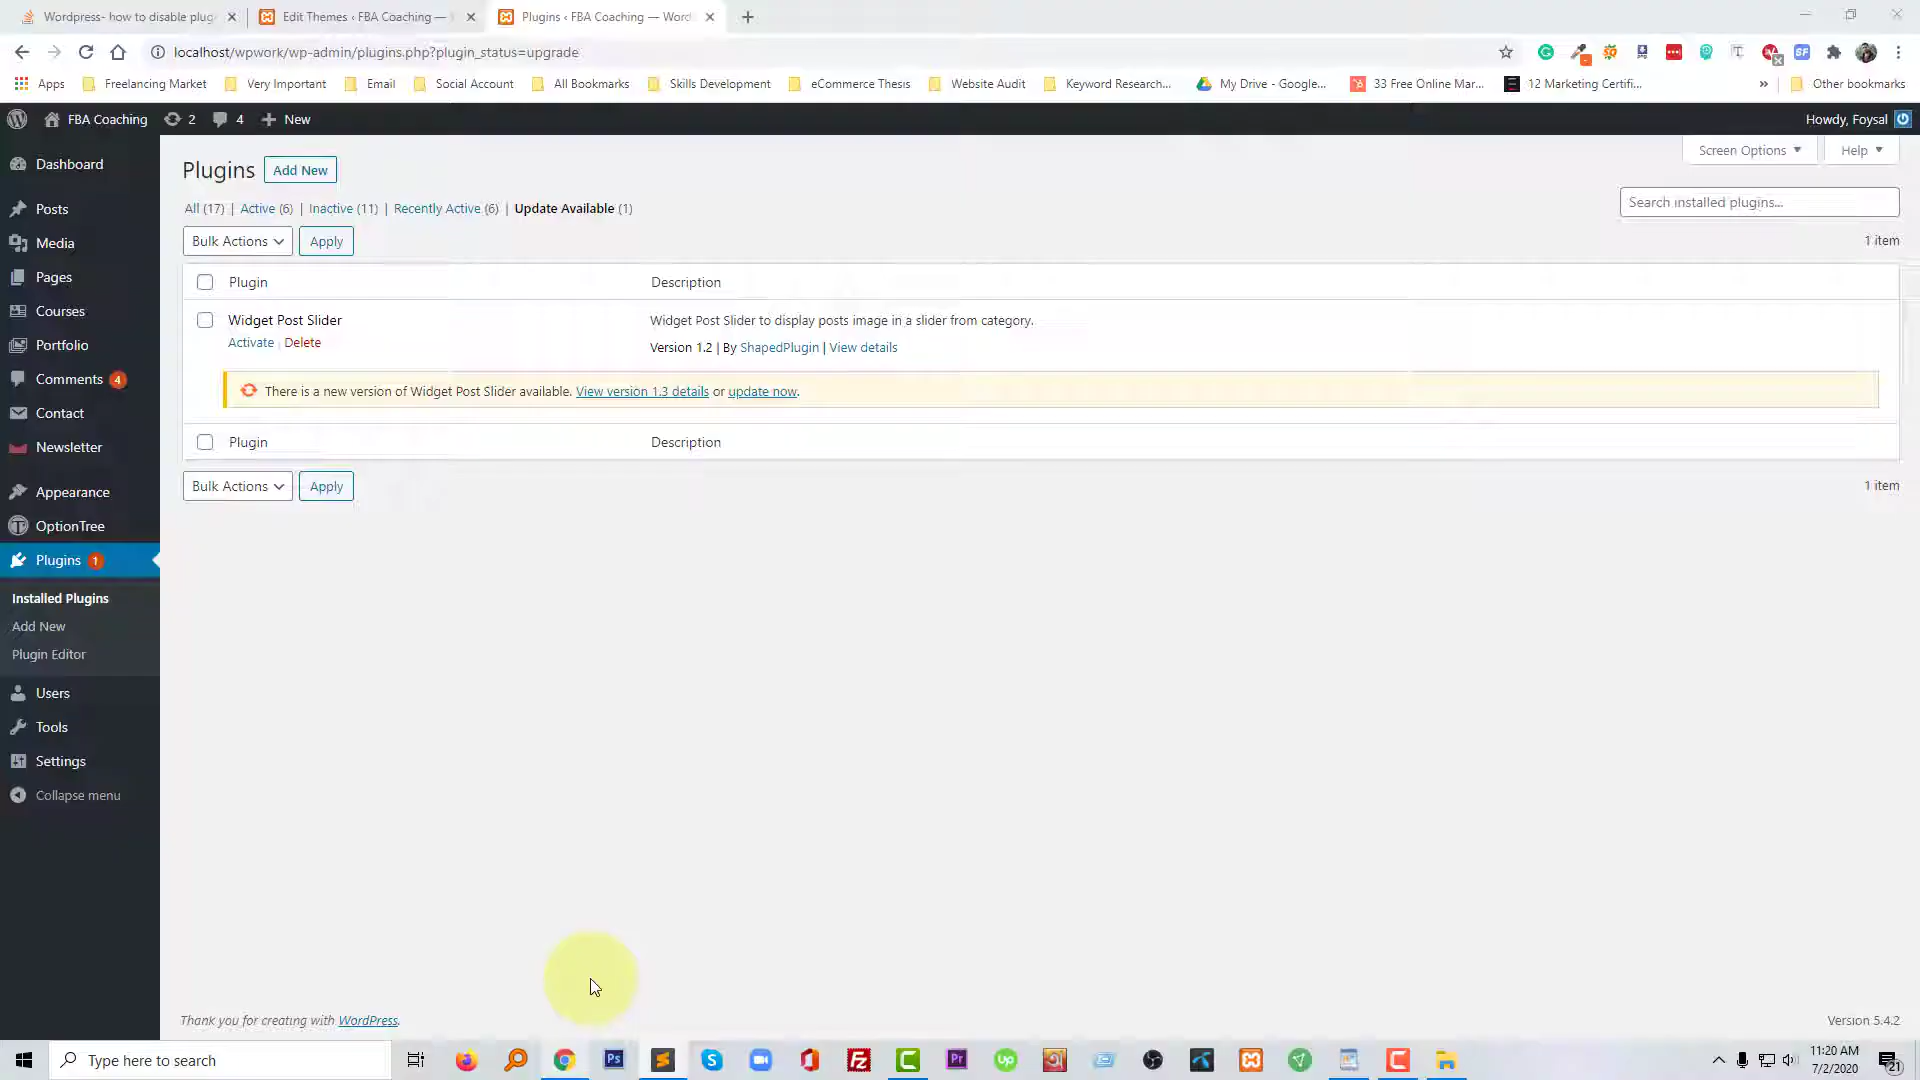 Wordpress- how to disable plug
Edit Themes ‹ FBA Coaching —
Plugins ‹ FBA Coaching — Word
localhost/wpwork/wp-admin/plugins.php?plugin_status=upgrade
Apps
Freelancing Market
Very Important
Email
Social Account
All Bookmarks
Skills Development
eCommerce Thesis
Website Audit
Keyword Research...
My Drive - Google...
33 Free Online Mar...
12 Marketing Certifi...
Other bookmarks
FBA Coaching
2
4
New
Howdy, Foysal
Dashboard
Posts
Media
Pages
Courses
Portfolio
Comments 4
Contact
Newsletter
Appearance
OptionTree
Plugins 1
Installed Plugins
Add New
Plugin Editor
Users
Tools
Settings
Collapse menu
Screen Options
Help
Plugins
Add New
All (17) | Active (6) | Inactive (11) | Recently Active (6) | Update Available (1)
Search installed plugins...
Bulk Actions
Apply
1 item
Plugin
Description
Widget Post Slider
Activate | Delete
Widget Post Slider to display posts image in a slider from category.
Version 1.2 | By ShapedPlugin | View details
There is a new version of Widget Post Slider available. View version 1.3 details or update now.
Plugin
Description
Bulk Actions
Apply
1 item
Thank you for creating with WordPress.
Version 5.4.2
Type here to search
11:20 AM
7/2/2020
21